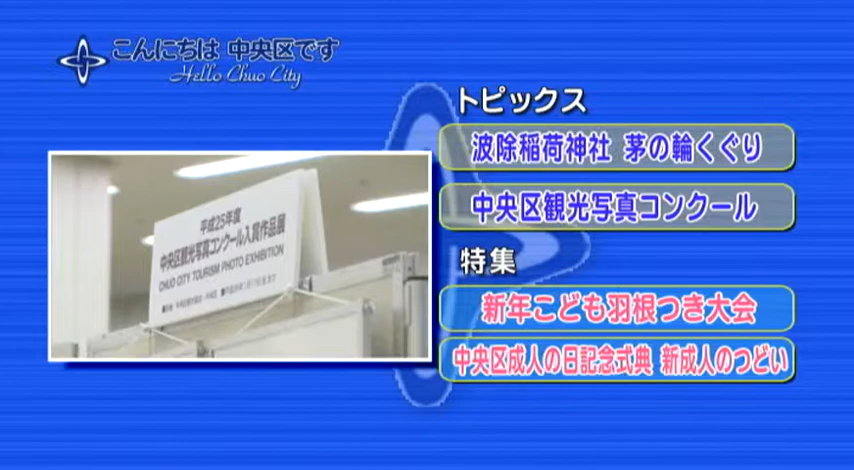 こんにちは 中央区です
Hello Chuo City
トピックス
波除稲荷神社 茅の輪くぐり
中央区観光写真コンクール
特集
新年こども羽根つき大会
中央区成人の日記念式典 新成人のつどい
平成25年度
中央区観光写真コンクール入賞作品展
CHUO CITY TOURISM PHOTO EXHIBITION